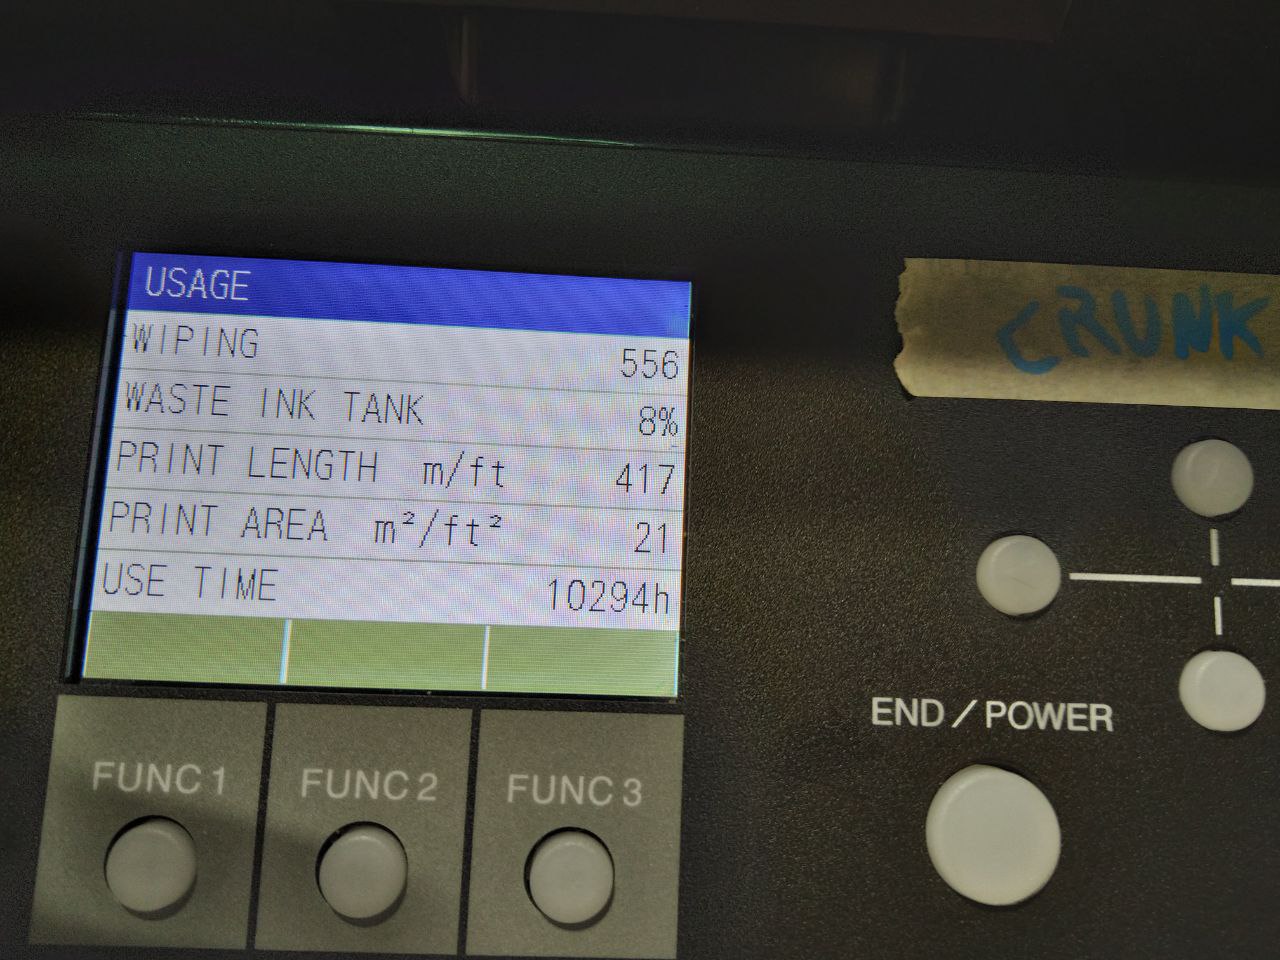 USAGE
WIPING 556
WASTE INK TANK 8%
PRINT LENGTH m/ft 417
PRINT AREA m²/ft² 21
USE TIME 10294h
CRUNK
END / POWER
FUNC 1 FUNC 2 FUNC 3